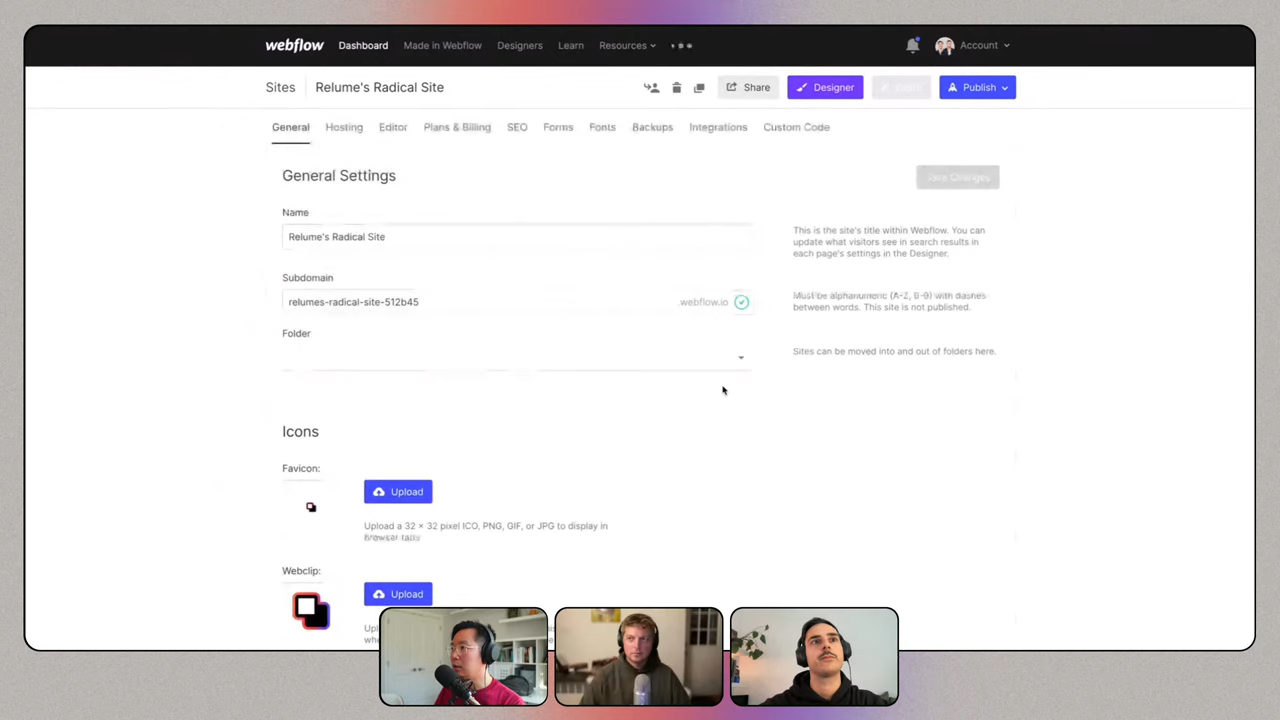 webflow Dashboard Made in Webflow Designers Learn Resources Account
Sites Relume's Radical Site Share Designer Publish
General Hosting Editor Plans & Billing SEO Forms Fonts Backups Integrations Custom Code
General Settings
Save Changes
Name
Relume's Radical Site
This is the site's title within Webflow. You can
update what visitors see in search results in
each page's settings in the Designer.
Subdomain
relumes-radical-site-512b45
.webflow.io
Must be alphanumeric (A-Z, 0-9) with dashes
between words. This site is not published.
Folder
Sites can be moved into and out of folders here.
Icons
Favicon:
Upload
Upload a 32 × 32 pixel ICO, PNG, GIF, or JPG to display in
browser tabs
Webclip:
Upload